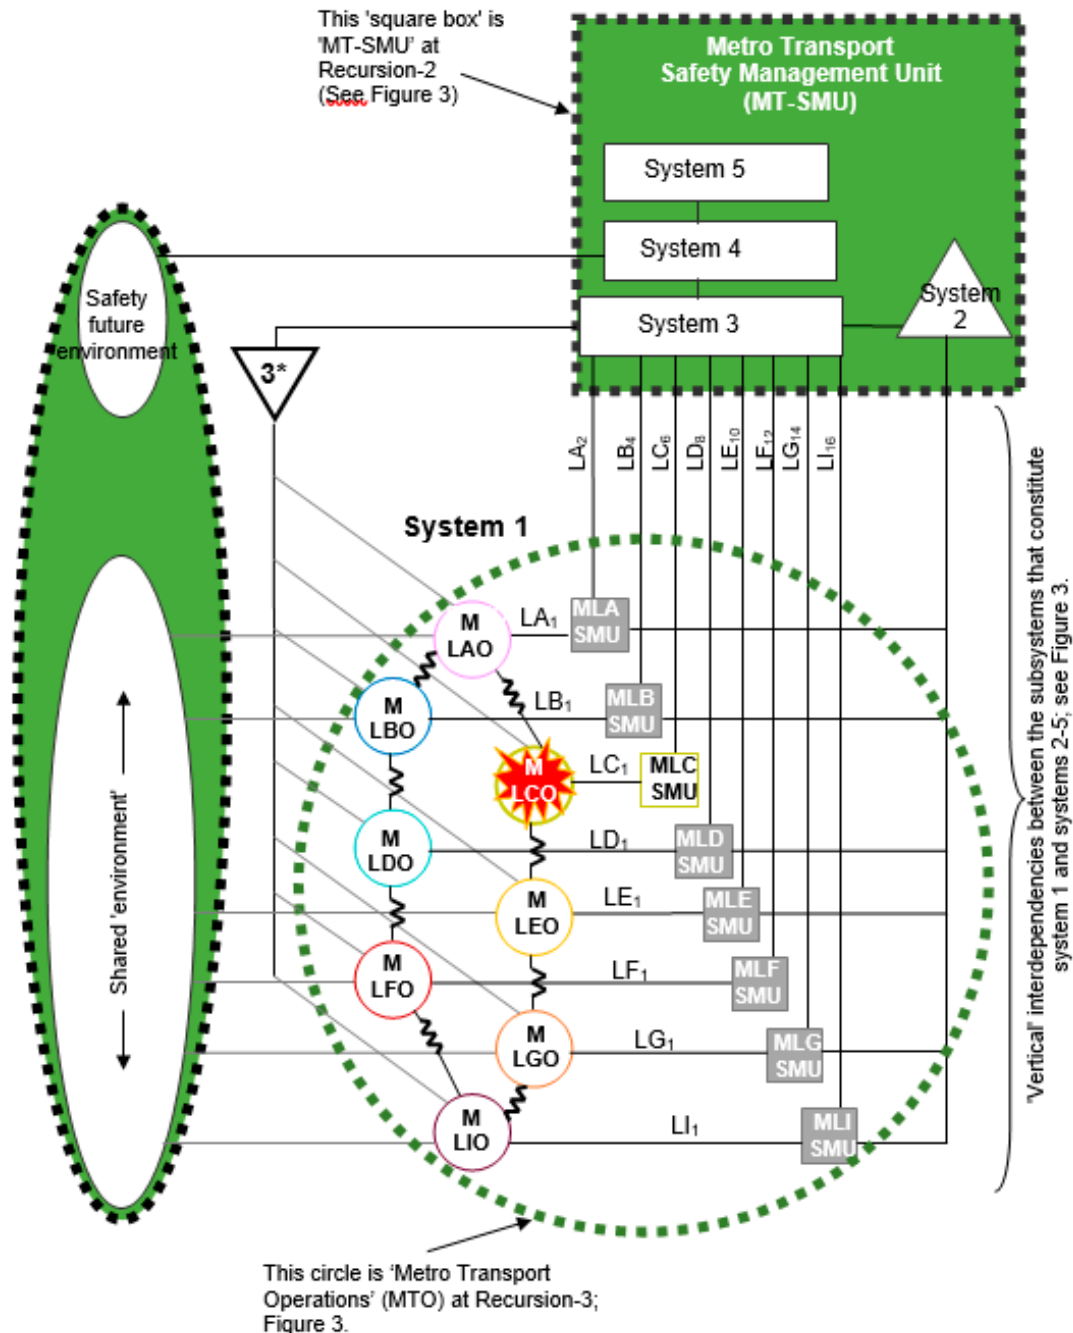 This 'square box' is
'MT-SMU' at
Recursion-2
(See Figure 3)
Metro Transport
Safety Management Unit
(MT-SMU)
System 5
System 4
System 3
System
2
Safety
future
environment
3*
LA2
LB4
LC6
LD8
LE10
LF12
LG14
LI16
System 1
M
LAO
LA1
MLA
SMU
M
LBO
LB1
MLB
SMU
M
LCO
LC1
MLC
SMU
M
LDO
LD1
MLD
SMU
M
LEO
LE1
MLE
SMU
M
LFO
LF1
MLF
SMU
M
LGO
LG1
MLG
SMU
M
LIO
LI1
MLI
SMU
Shared 'environment'
"Vertical' interdependencies between the subsystems that constitute
system 1 and systems 2-5; see Figure 3.
This circle is 'Metro Transport
Operations' (MTO) at Recursion-3;
Figure 3.